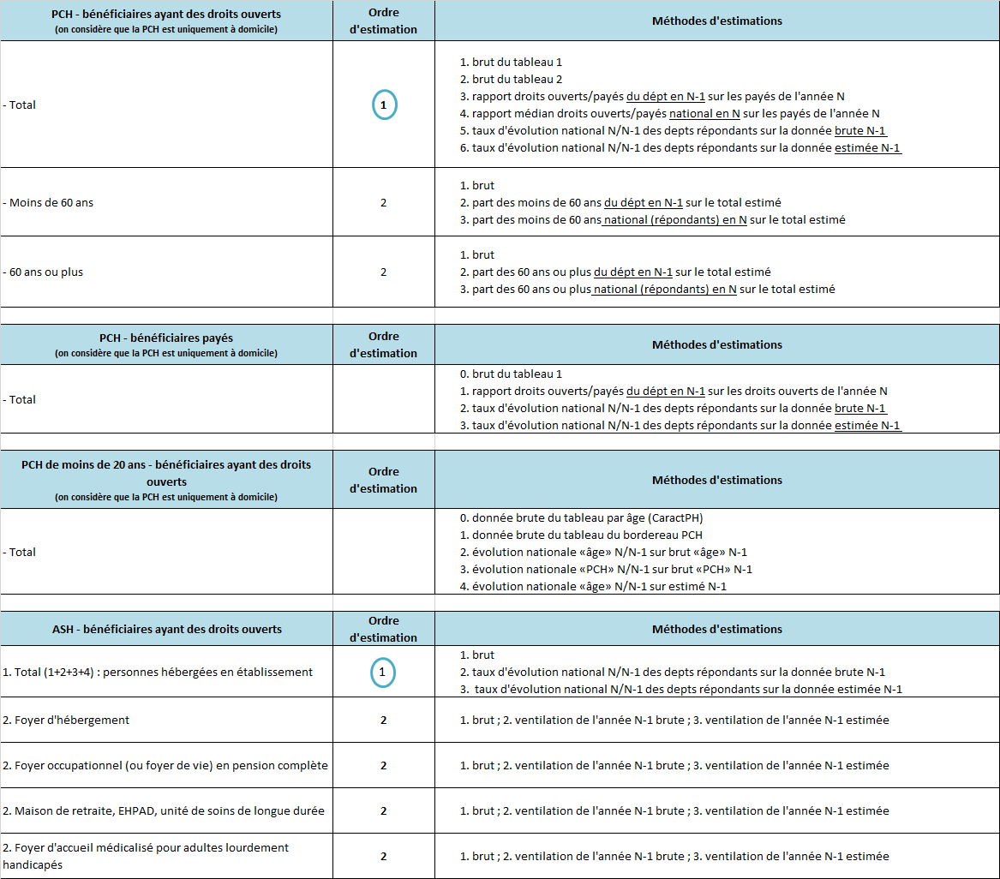 PCH - bénéficiaires ayant des droits ouverts
(on considère que la PCH est uniquement à domicile)
Ordre
d'estimation
Méthodes d'estimations
- Total
1
1. brut du tableau 1
2. brut du tableau 2
3. rapport droits ouverts/payés du dépt en N-1 sur les payés de l'année N
4. rapport médian droits ouverts/payés national en N sur les payés de l'année N
5. taux d'évolution national N/N-1 des depts répondants sur la donnée brute N-1
6. taux d'évolution national N/N-1 des depts répondants sur la donnée estimée N-1
- Moins de 60 ans
2
1. brut
2. part des moins de 60 ans du dépt en N-1 sur le total estimé
3. part des moins de 60 ans national (répondants) en N sur le total estimé
- 60 ans ou plus
2
1. brut
2. part des 60 ans ou plus du dépt en N-1 sur le total estimé
3. part des 60 ans ou plus national (répondants) en N sur le total estimé
PCH - bénéficiaires payés
(on considère que la PCH est uniquement à domicile)
Ordre
d'estimation
Méthodes d'estimations
- Total
0. brut du tableau 1
1. rapport droits ouverts/payés du dépt en N-1 sur les droits ouverts de l'année N
2. taux d'évolution national N/N-1 des depts répondants sur la donnée brute N-1
3. taux d'évolution national N/N-1 des depts répondants sur la donnée estimée N-1
PCH de moins de 20 ans - bénéficiaires ayant des droits
ouverts
(on considère que la PCH est uniquement à domicile)
Ordre
d'estimation
Méthodes d'estimations
- Total
0. donnée brute du tableau par âge (CaractPH)
1. donnée brute du tableau du bordereau PCH
2. évolution nationale «âge» N/N-1 sur brut «âge» N-1
3. évolution nationale «PCH» N/N-1 sur brut «PCH» N-1
4. évolution nationale «âge» N/N-1 sur estimé N-1
ASH - bénéficiaires ayant des droits ouverts
Ordre
d'estimation
Méthodes d'estimations
1. Total (1+2+3+4) : personnes hébergées en établissement
1
1. brut
2. taux d'évolution national N/N-1 des depts répondants sur la donnée brute N-1
3. taux d'évolution national N/N-1 des depts répondants sur la donnée estimée N-1
2. Foyer d'hébergement
2
1. brut ; 2. ventilation de l'année N-1 brute ; 3. ventilation de l'année N-1 estimée
2. Foyer occupationnel (ou foyer de vie) en pension complète
2
1. brut ; 2. ventilation de l'année N-1 brute ; 3. ventilation de l'année N-1 estimée
2. Maison de retraite, EHPAD, unité de soins de longue durée
2
1. brut ; 2. ventilation de l'année N-1 brute ; 3. ventilation de l'année N-1 estimée
2. Foyer d'accueil médicalisé pour adultes lourdement
handicapés
2
1. brut ; 2. ventilation de l'année N-1 brute ; 3. ventilation de l'année N-1 estimée